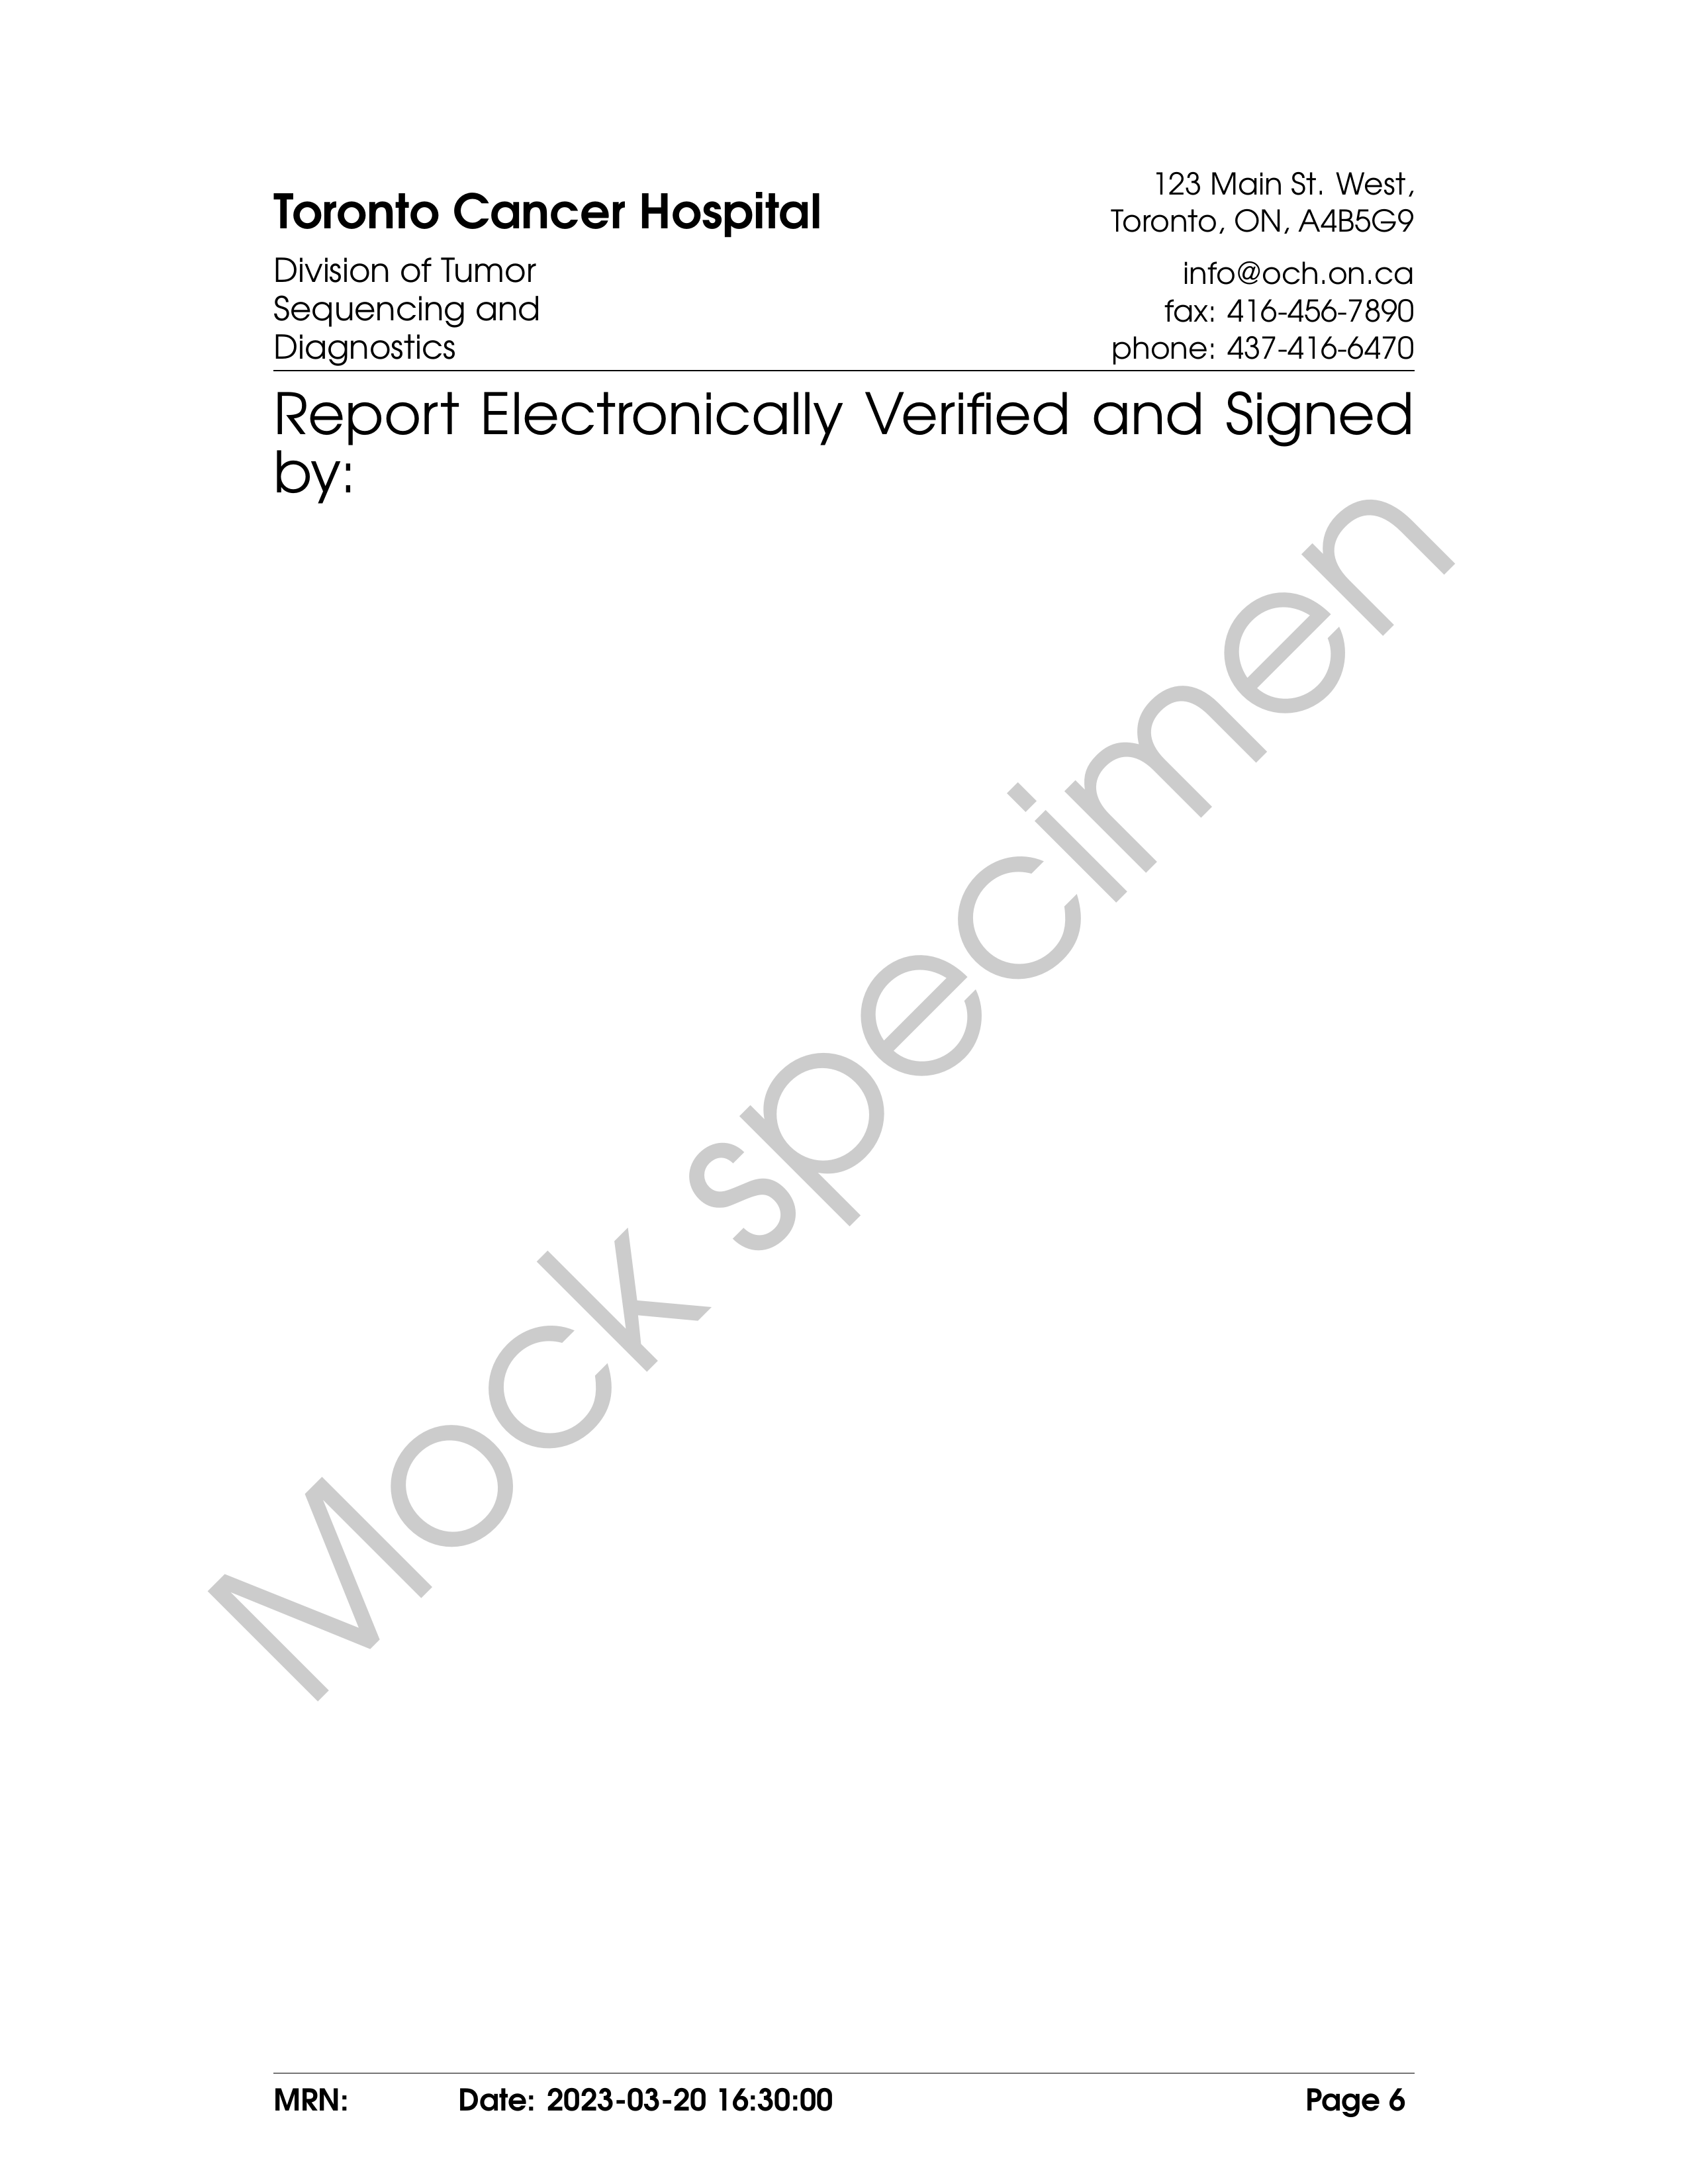 Toronto Cancer Hospital
Division of Tumor
Sequencing and
Diagnostics
123 Main St. West,
Toronto, ON, A4B5G9
info@och.on.ca
fax: 416-456-7890
phone: 437-416-6470
Report Electronically Verified and Signed
by:
Mock specimen
MRN: Date: 2023-03-20 16:30:00 Page 6